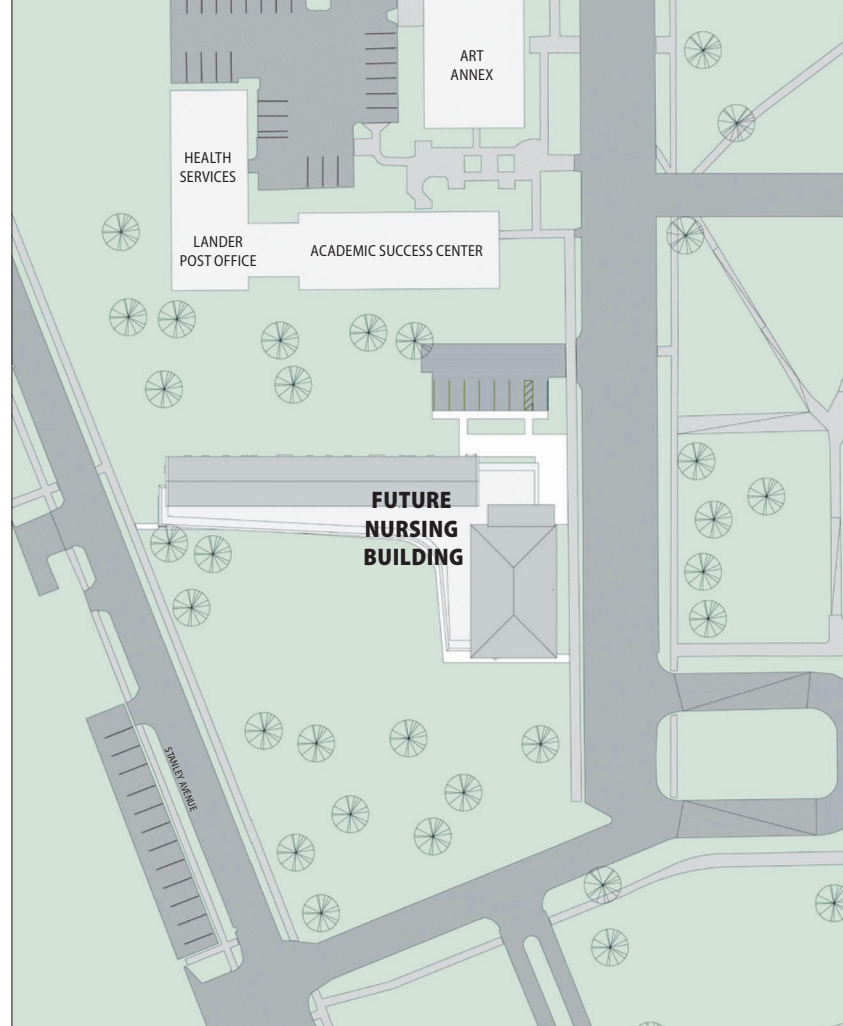 ART
ANNEX
HEALTH
SERVICES
LANDER
POST OFFICE
ACADEMIC SUCCESS CENTER
FUTURE
NURSING
BUILDING
STANLEY AVENUE